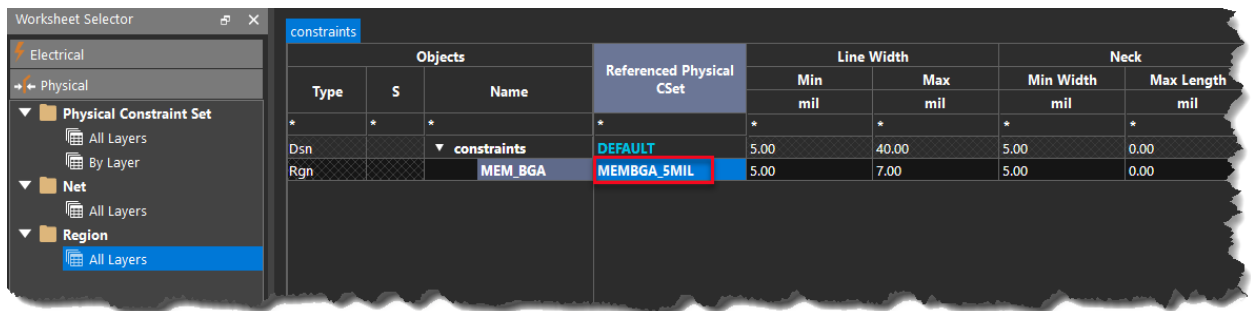 Worksheet Selector
Electrical
Physical
Physical Constraint Set
All Layers
By Layer
Net
All Layers
Region
All Layers
constraints
Objects
Referenced Physical CSet
Line Width
Neck
Type
S
Name
Min
Max
Min Width
Max Length
mil
mil
mil
mil
*
*
*
*
*
*
*
*
Dsn constraints DEFAULT 5.00 40.00 5.00 0.00
Rgn MEM_BGA MEMBGA_5MIL 5.00 7.00 5.00 0.00